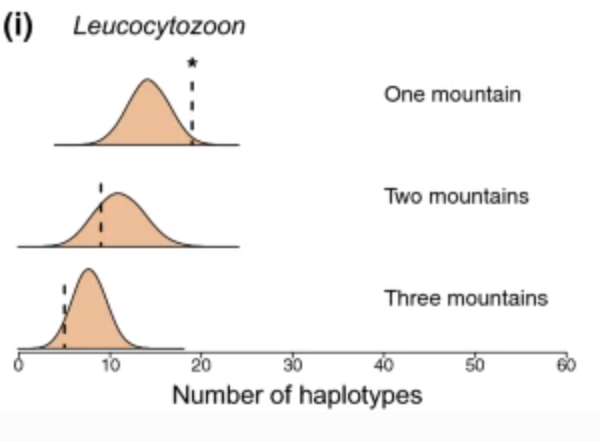 (i) Leucocytozoon
*
One mountain
Two mountains
Three mountains
0 10 20 30 40 50 60
Number of haplotypes